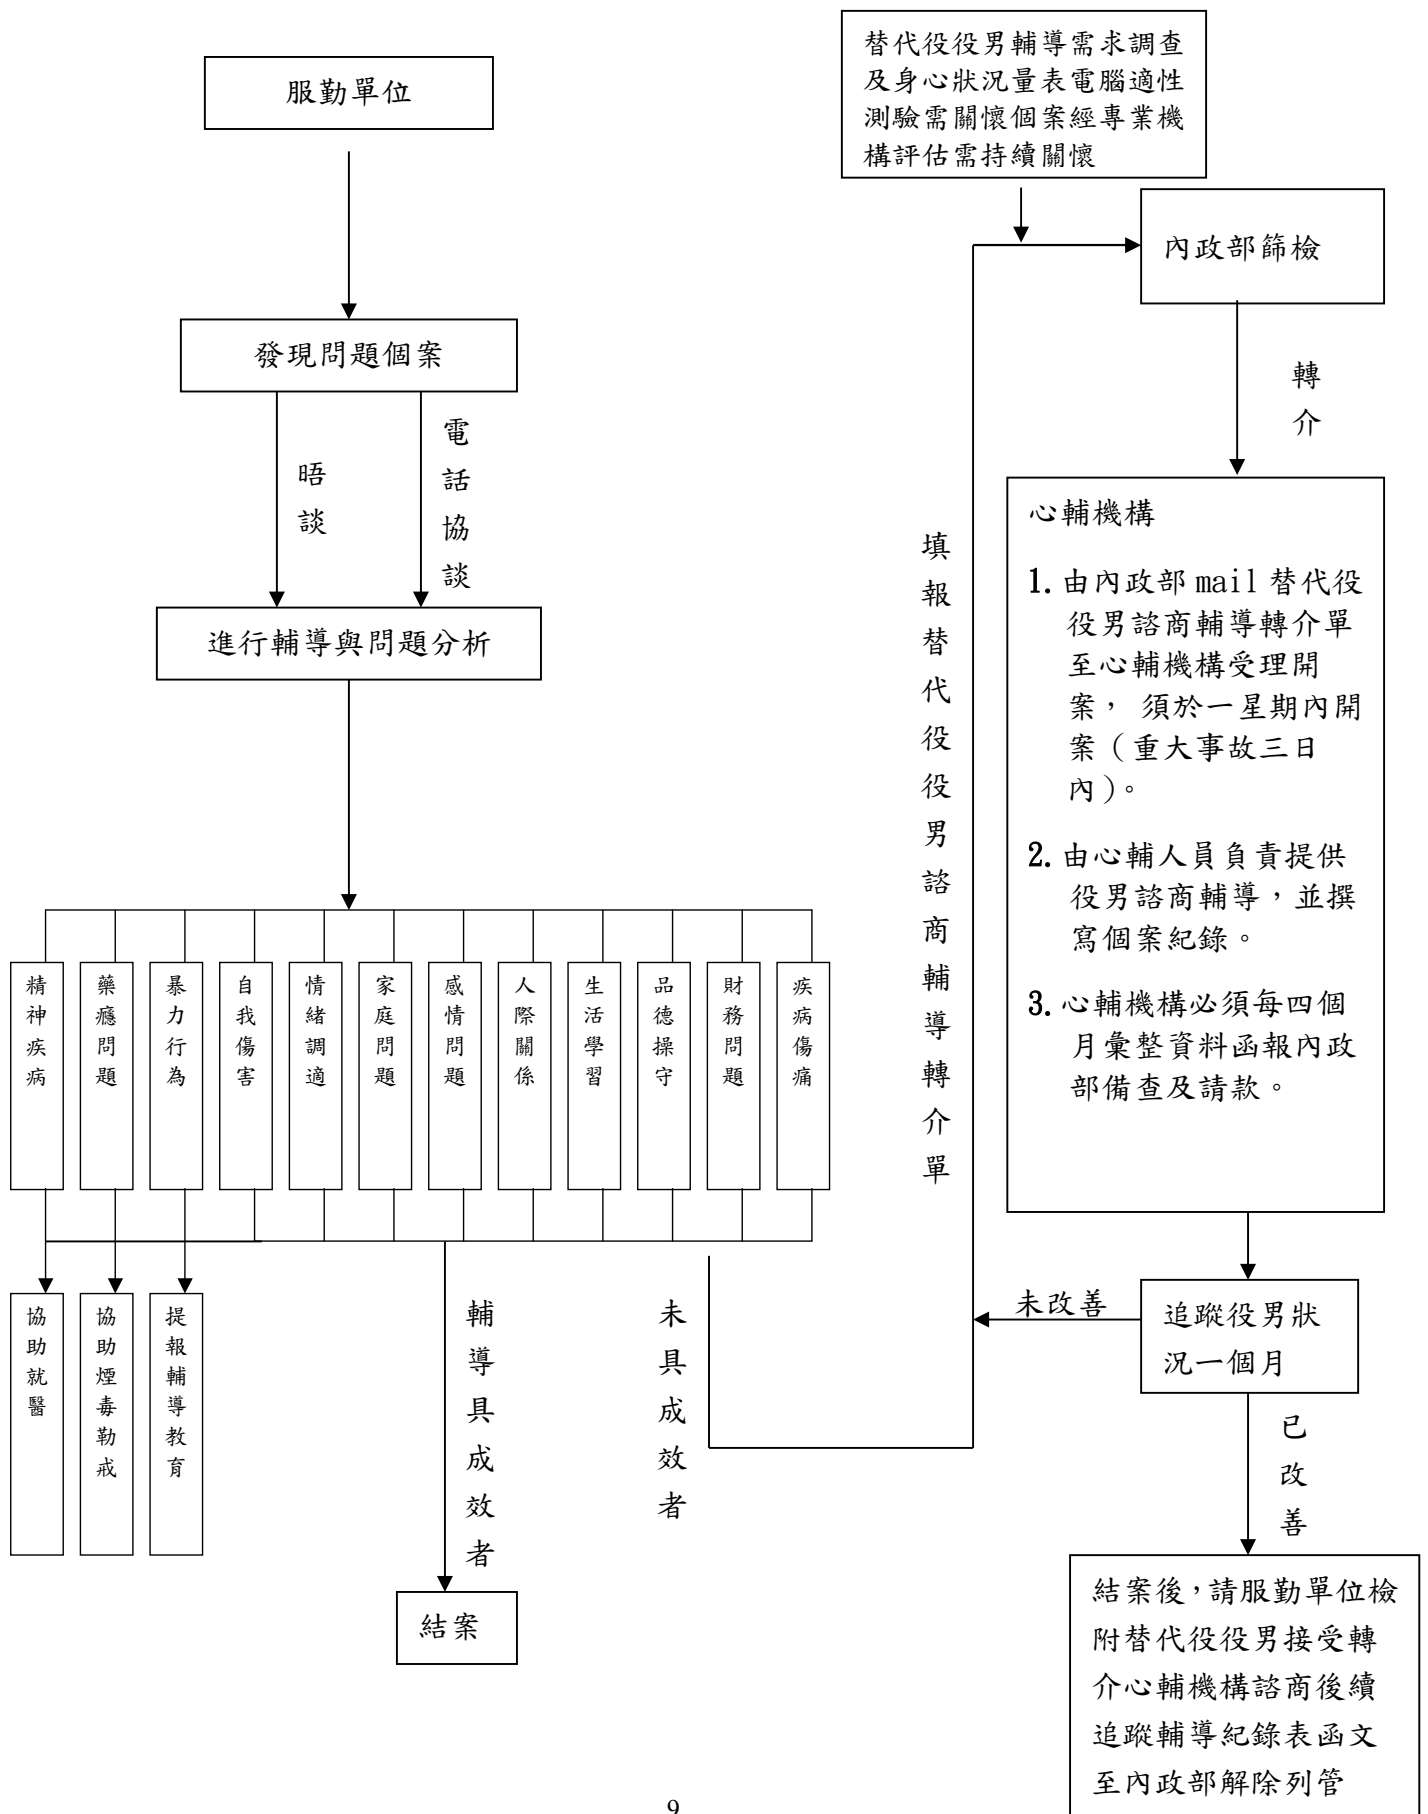 服勤單位
發現問題個案
晤談
電話協談
進行輔導與問題分析
精神疾病
藥癮問題
暴力行為
自我傷害
情緒調適
家庭問題
感情問題
人際關係
生活學習
品德操守
財務問題
疾病傷痛
協助就醫
協助煙毒勒戒
提報輔導教育
輔導具成效者
未具成效者
結案
替代役役男輔導需求調查
及身心狀況量表電腦適性
測驗需關懷個案經專業機
構評估需持續關懷
內政部篩檢
轉介
填報替代役役男諮商輔導轉介單
心輔機構
1. 由內政部 mail 替代役
役男諮商輔導轉介單
至心輔機構受理開
案， 須於一星期內開
案（重大事故三日
內）。
2. 由心輔人員負責提供
役男諮商輔導，並撰
寫個案紀錄。
3. 心輔機構必須每四個
月彙整資料函報內政
部備查及請款。
未改善
追蹤役男狀
況一個月
已改善
結案後，請服勤單位檢
附替代役役男接受轉
介心輔機構諮商後續
追蹤輔導紀錄表函文
至內政部解除列管
9